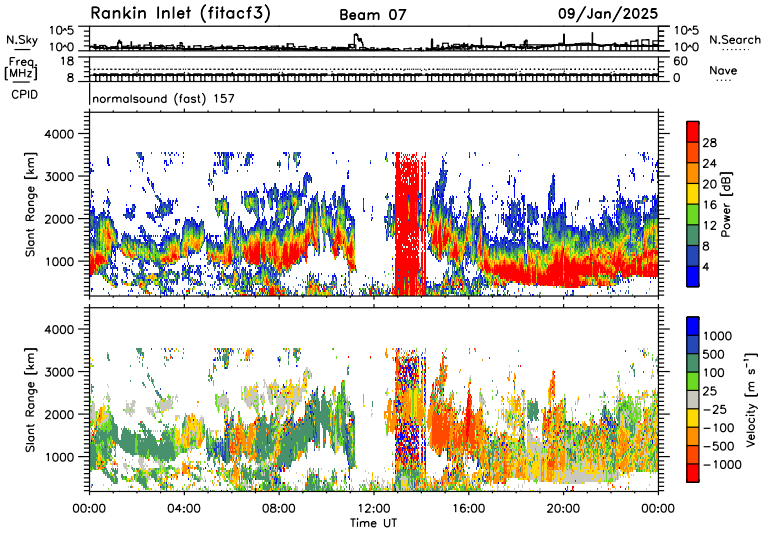 Rankin Inlet (fitacf3) Beam 07 09/Jan/2025
N.Sky 10^5 10^0 10^5 10^0 N.Search
Freq. [MHz] 18 8 60 0 Nave
CPID normalsound (fast) 157
Slant Range [km] 4000 3000 2000 1000
Power [dB] 28 24 20 16 12 8 4
Slant Range [km] 4000 3000 2000 1000
Velocity [m s⁻¹] 1000 500 100 25 −25 −100 −500 −1000
00:00 04:00 08:00 12:00 16:00 20:00 00:00
Time UT